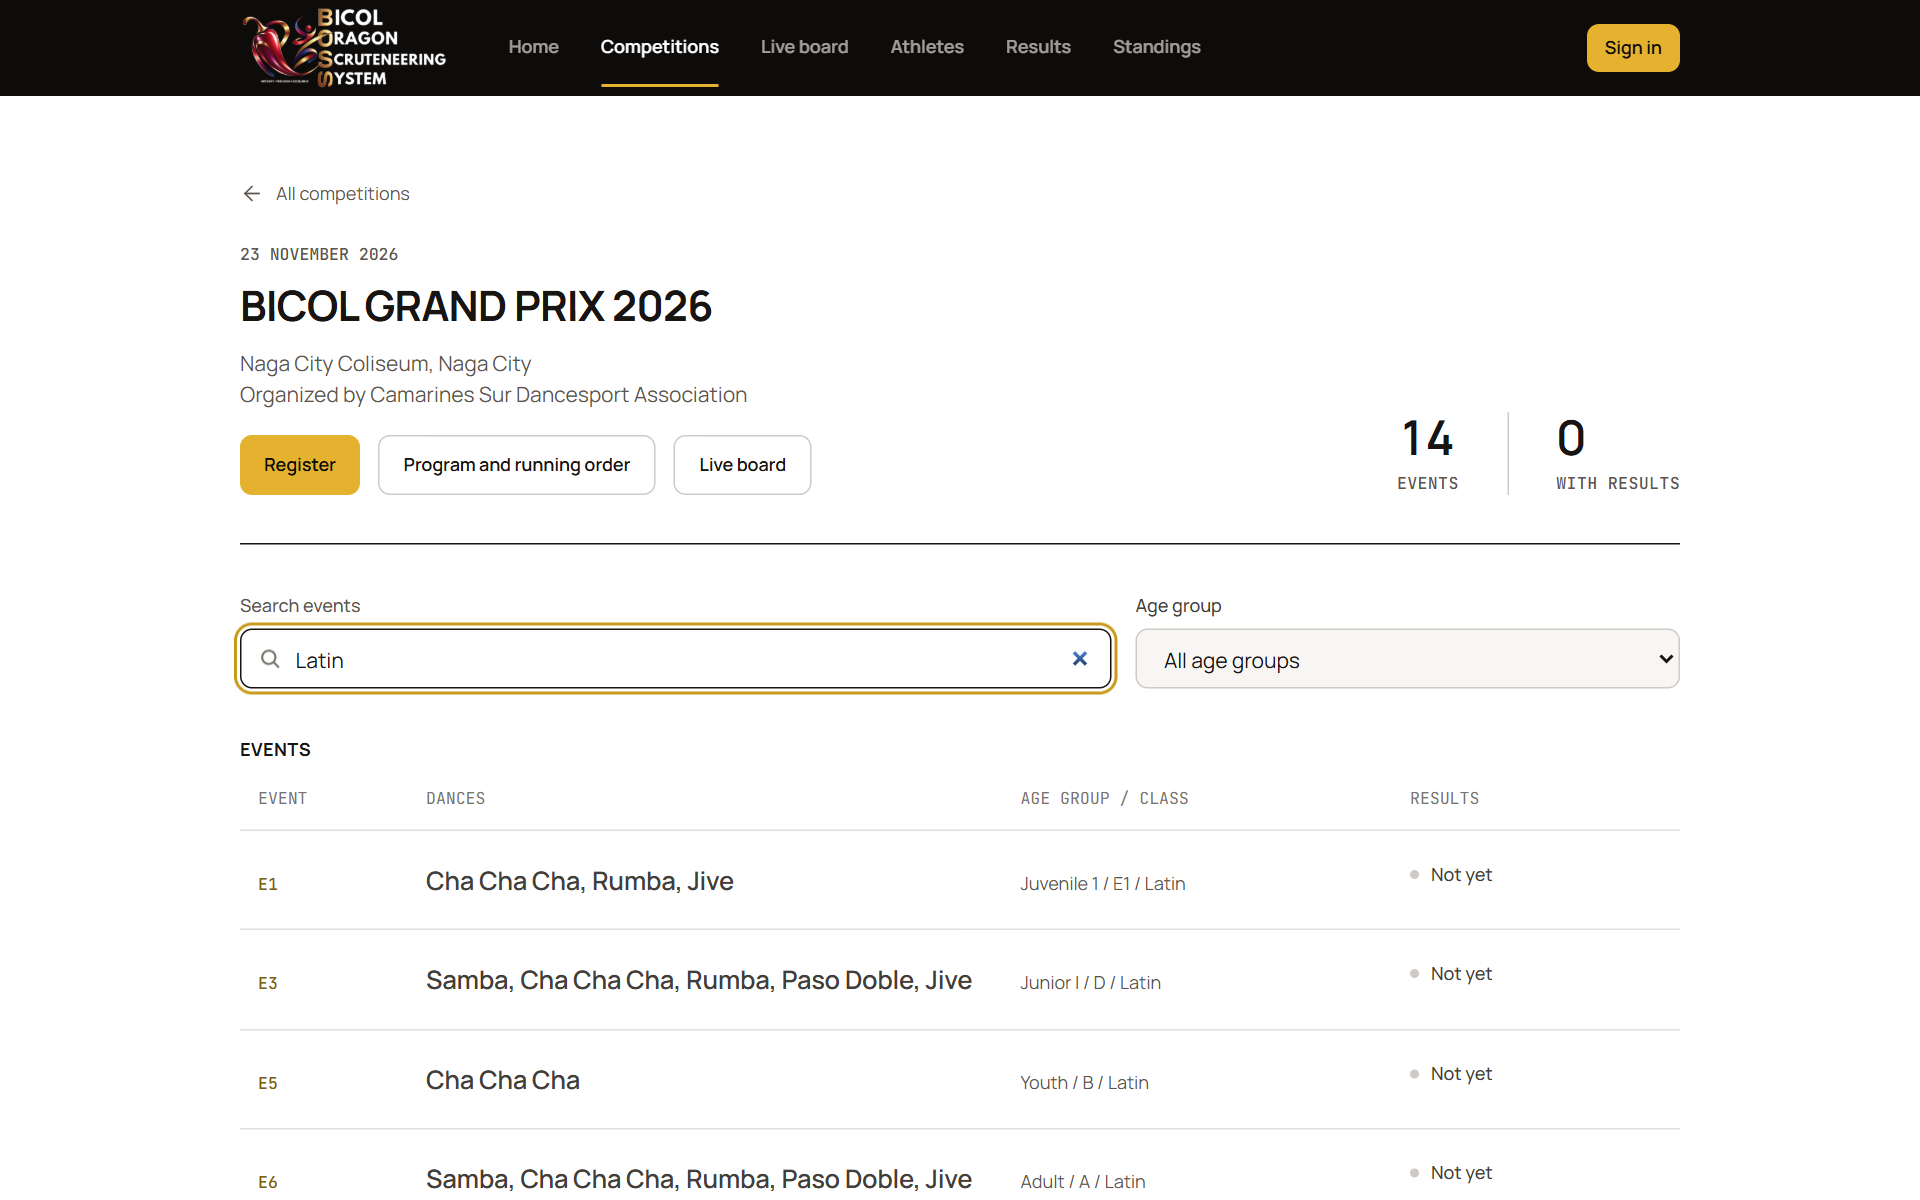 BICOL
ORAGON
SCRUTENEERING
SYSTEM
Home
Competitions
Live board
Athletes
Results
Standings
Sign in
All competitions
23 NOVEMBER 2026
BICOL GRAND PRIX 2026
Naga City Coliseum, Naga City
Organized by Camarines Sur Dancesport Association
Register
Program and running order
Live board
14
EVENTS
0
WITH RESULTS
Search events
Latin
Age group
All age groups
EVENTS
EVENT DANCES AGE GROUP / CLASS RESULTS
E1 Cha Cha Cha, Rumba, Jive Juvenile 1 / E1 / Latin Not yet
E3 Samba, Cha Cha Cha, Rumba, Paso Doble, Jive Junior I / D / Latin Not yet
E5 Cha Cha Cha Youth / B / Latin Not yet
E6 Samba, Cha Cha Cha, Rumba, Paso Doble, Jive Adult / A / Latin Not yet